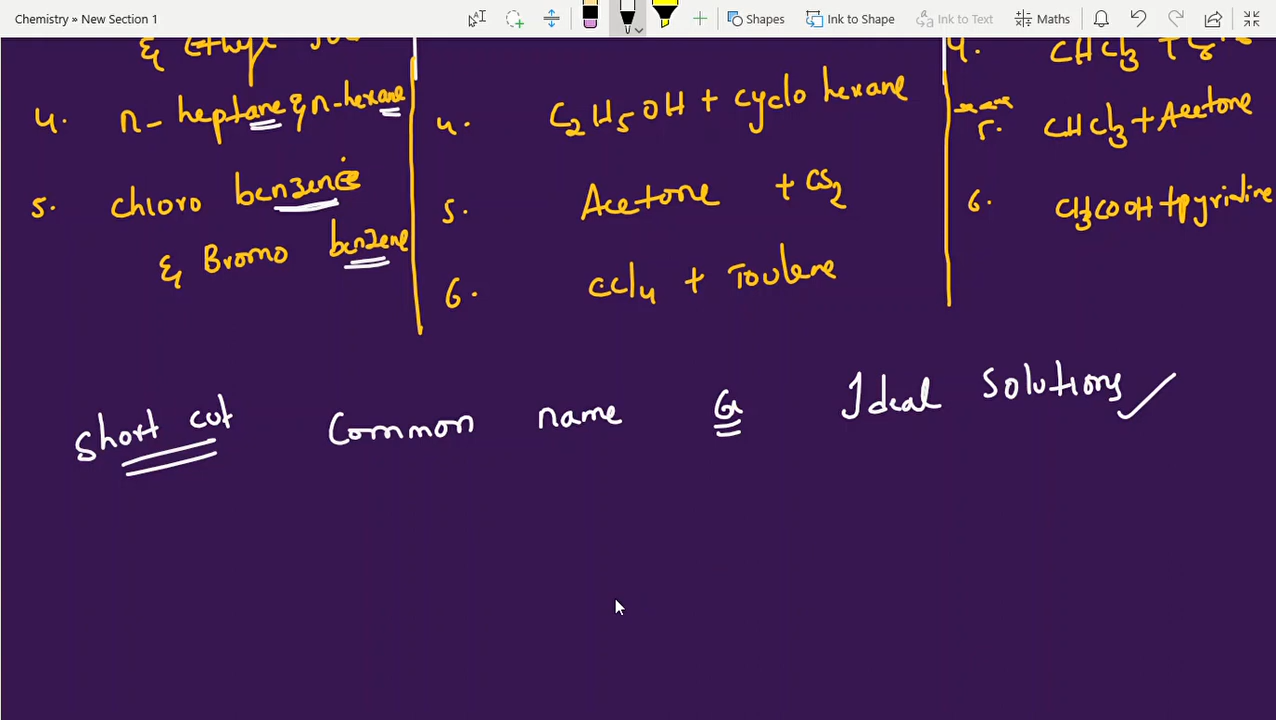 Chemistry » New Section 1
Shapes
Ink to Shape
Ink to Text
Maths
& Ethyl
4. n- heptane & n-hexane
5. chloro benzene
& Bromo benzene
4. C2H5OH + cyclo hexane
5. Acetone + CS2
6. CCl4 + Toulene
4. CHCl3 +
5. CHCl3 + Acetone
6. CH3COOH + pyridine
Short cut Common name Ideal Solutions